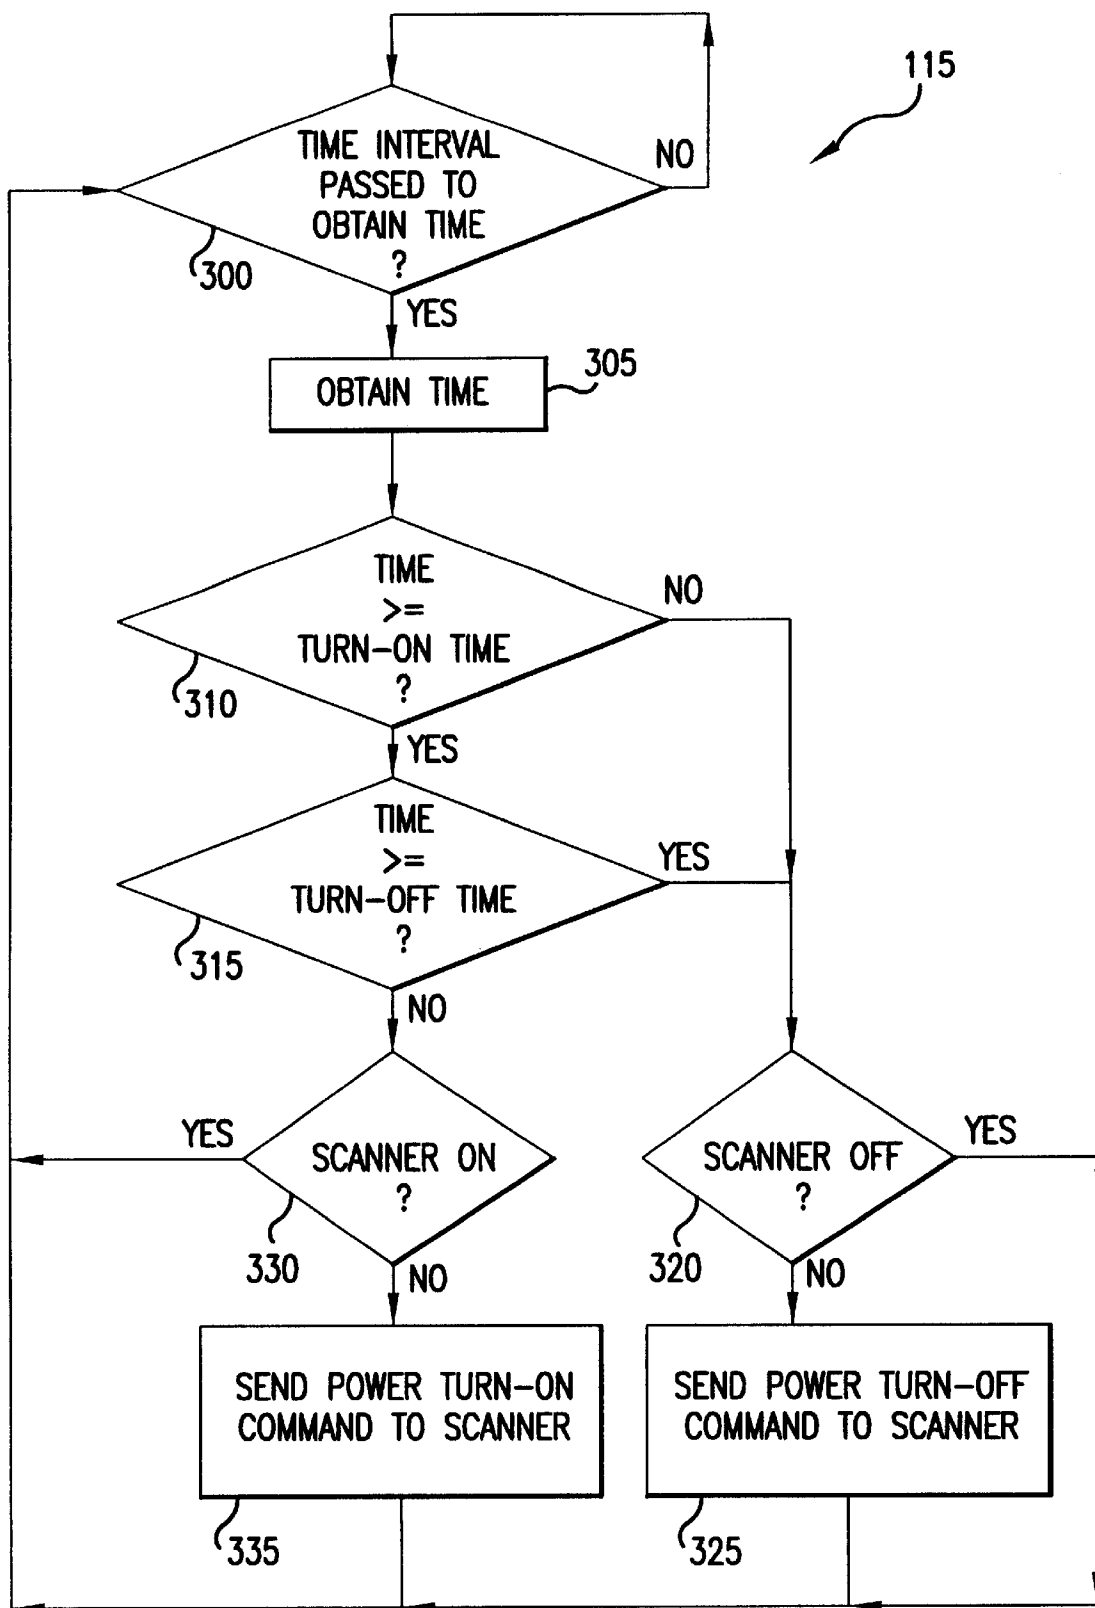 115
TIME INTERVAL
PASSED TO
OBTAIN TIME
?
NO
300
YES
OBTAIN TIME
305
TIME
>=
TURN-ON TIME
?
NO
310
YES
TIME
>=
TURN-OFF TIME
?
YES
315
NO
YES
SCANNER ON
?
330
NO
SCANNER OFF
?
YES
320
NO
SEND POWER TURN-ON
COMMAND TO SCANNER
335
SEND POWER TURN-OFF
COMMAND TO SCANNER
325